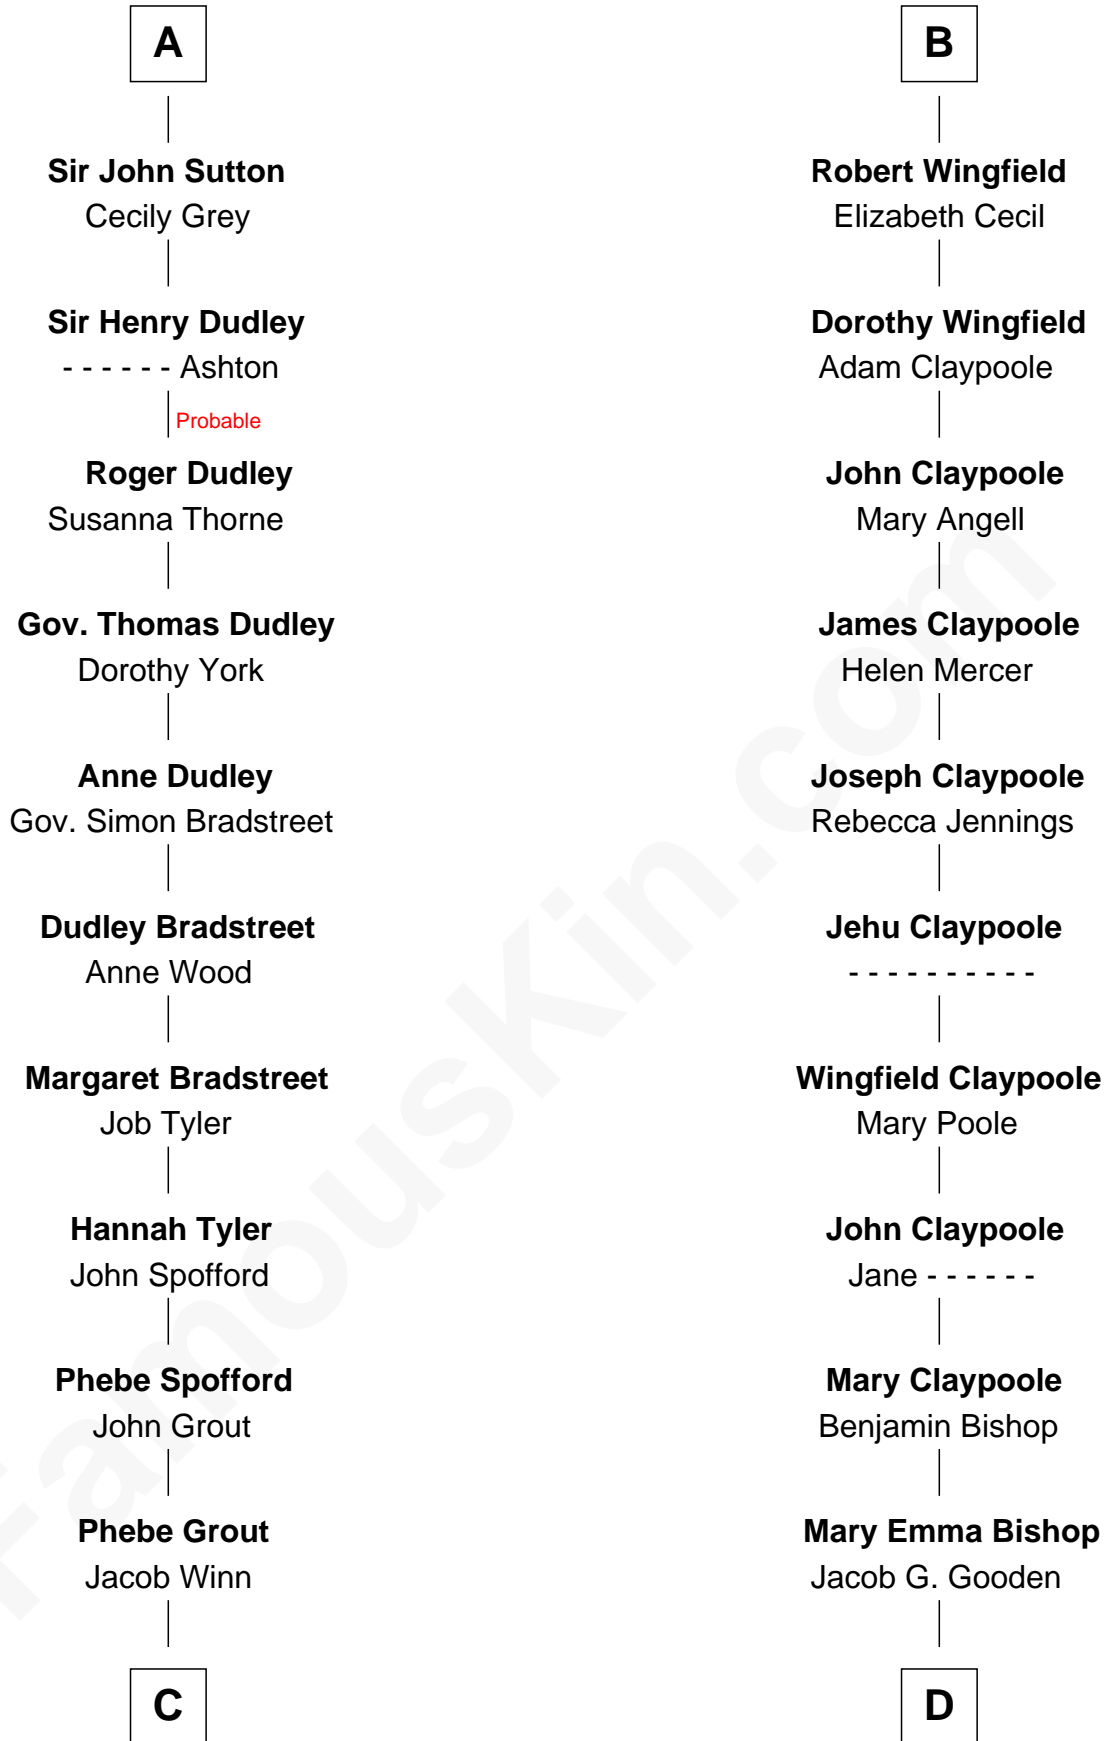 A
Sir John Sutton
Cecily Grey
Sir Henry Dudley
- - - - - - Ashton
Probable
Roger Dudley
Susanna Thorne
Gov. Thomas Dudley
Dorothy York
Anne Dudley
Gov. Simon Bradstreet
Dudley Bradstreet
Anne Wood
Margaret Bradstreet
Job Tyler
Hannah Tyler
John Spofford
Phebe Spofford
John Grout
Phebe Grout
Jacob Winn
C
B
Robert Wingfield
Elizabeth Cecil
Dorothy Wingfield
Adam Claypoole
John Claypoole
Mary Angell
James Claypoole
Helen Mercer
Joseph Claypoole
Rebecca Jennings
Jehu Claypoole
- - - - - - - - - -
Wingfield Claypoole
Mary Poole
John Claypoole
Jane - - - - - -
Mary Claypoole
Benjamin Bishop
Mary Emma Bishop
Jacob G. Gooden
D
FamousKin.com